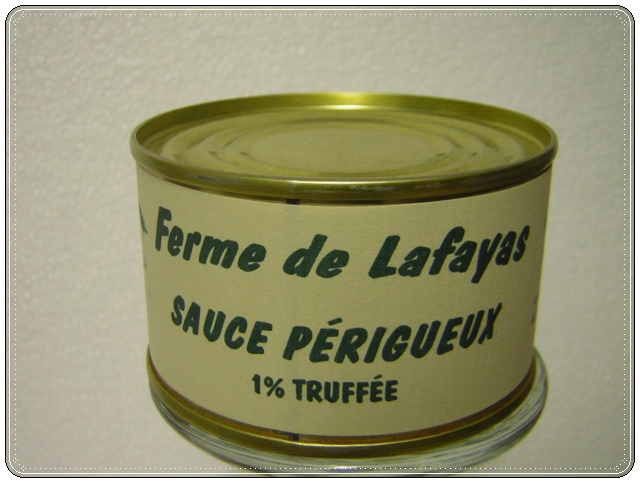 Ferme de Lafayas
SAUCE PÉRIGUEUX
1% TRUFFÉE